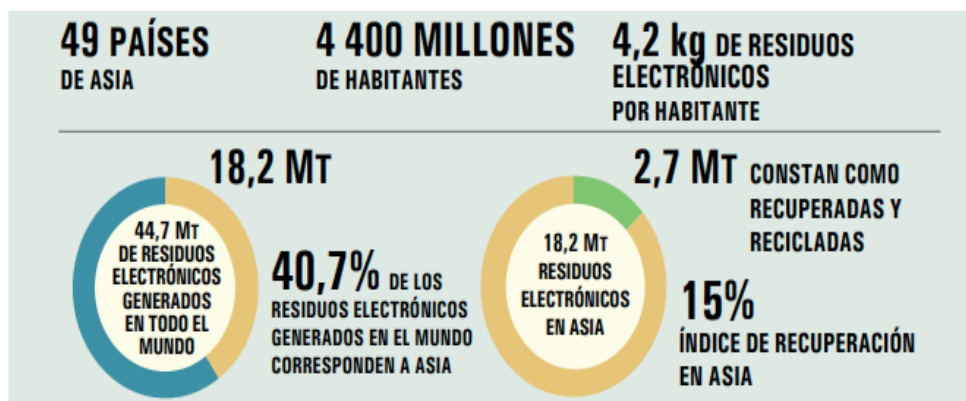 49 PAÍSES
DE ASIA
4 400 MILLONES
DE HABITANTES
4,2 kg DE RESIDUOS
ELECTRÓNICOS
POR HABITANTE
18,2 MT
44,7 MT
DE RESIDUOS
ELECTRÓNICOS
GENERADOS
EN TODO EL
MUNDO
40,7% DE LOS
RESIDUOS ELECTRÓNICOS
GENERADOS EN EL MUNDO
CORRESPONDEN A ASIA
2,7 MT CONSTAN COMO
RECUPERADAS Y
RECICLADAS
18,2 MT
RESIDUOS
ELECTRÓNICOS
EN ASIA
15%
ÍNDICE DE RECUPERACIÓN
EN ASIA